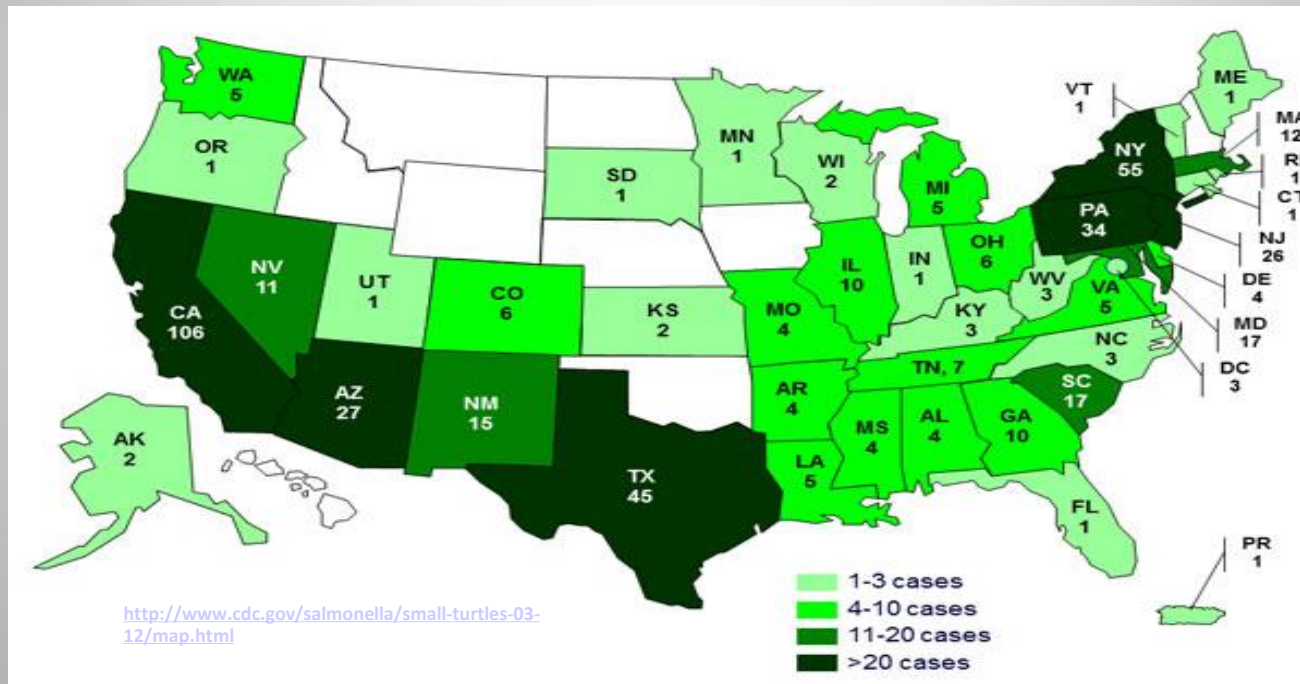 WA
5
OR
1
CA
106
NV
11
UT
1
AZ
27
CO
6
NM
15
SD
1
KS
2
TX
45
MN
1
WI
2
IL
10
MO
4
AR
4
LA
5
MI
5
IN
1
OH
6
KY
3
TN, 7
MS
4
AL
4
GA
10
FL
1
SC
17
NC
3
VA
5
WV
3
PA
34
NY
55
VT
1
ME
1
MA
12
RI
1
CT
1
NJ
26
DE
4
MD
17
DC
3
PR
1
AK
2
http://www.cdc.gov/salmonella/small-turtles-03-
12/map.html
1-3 cases
4-10 cases
11-20 cases
>20 cases